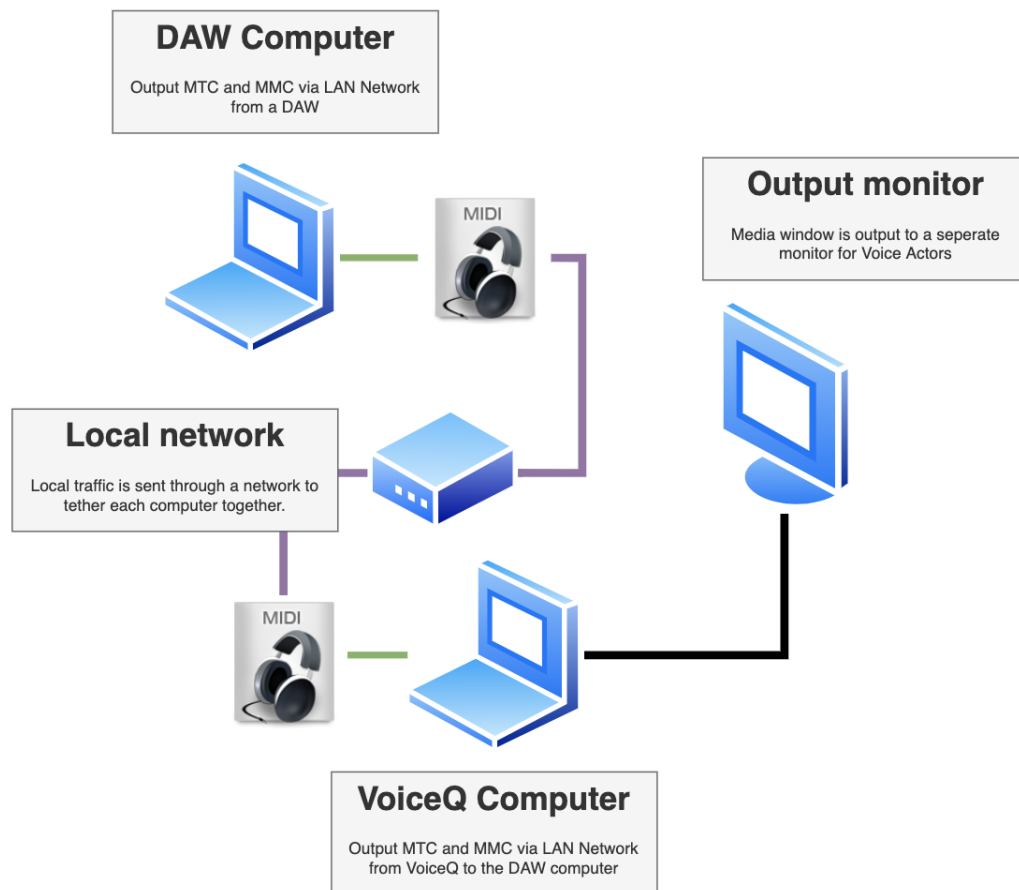 DAW Computer
Output MTC and MMC via LAN Network
from a DAW
MIDI
Output monitor
Media window is output to a seperate
monitor for Voice Actors
Local network
Local traffic is sent through a network to
tether each computer together.
MIDI
VoiceQ Computer
Output MTC and MMC via LAN Network
from VoiceQ to the DAW computer